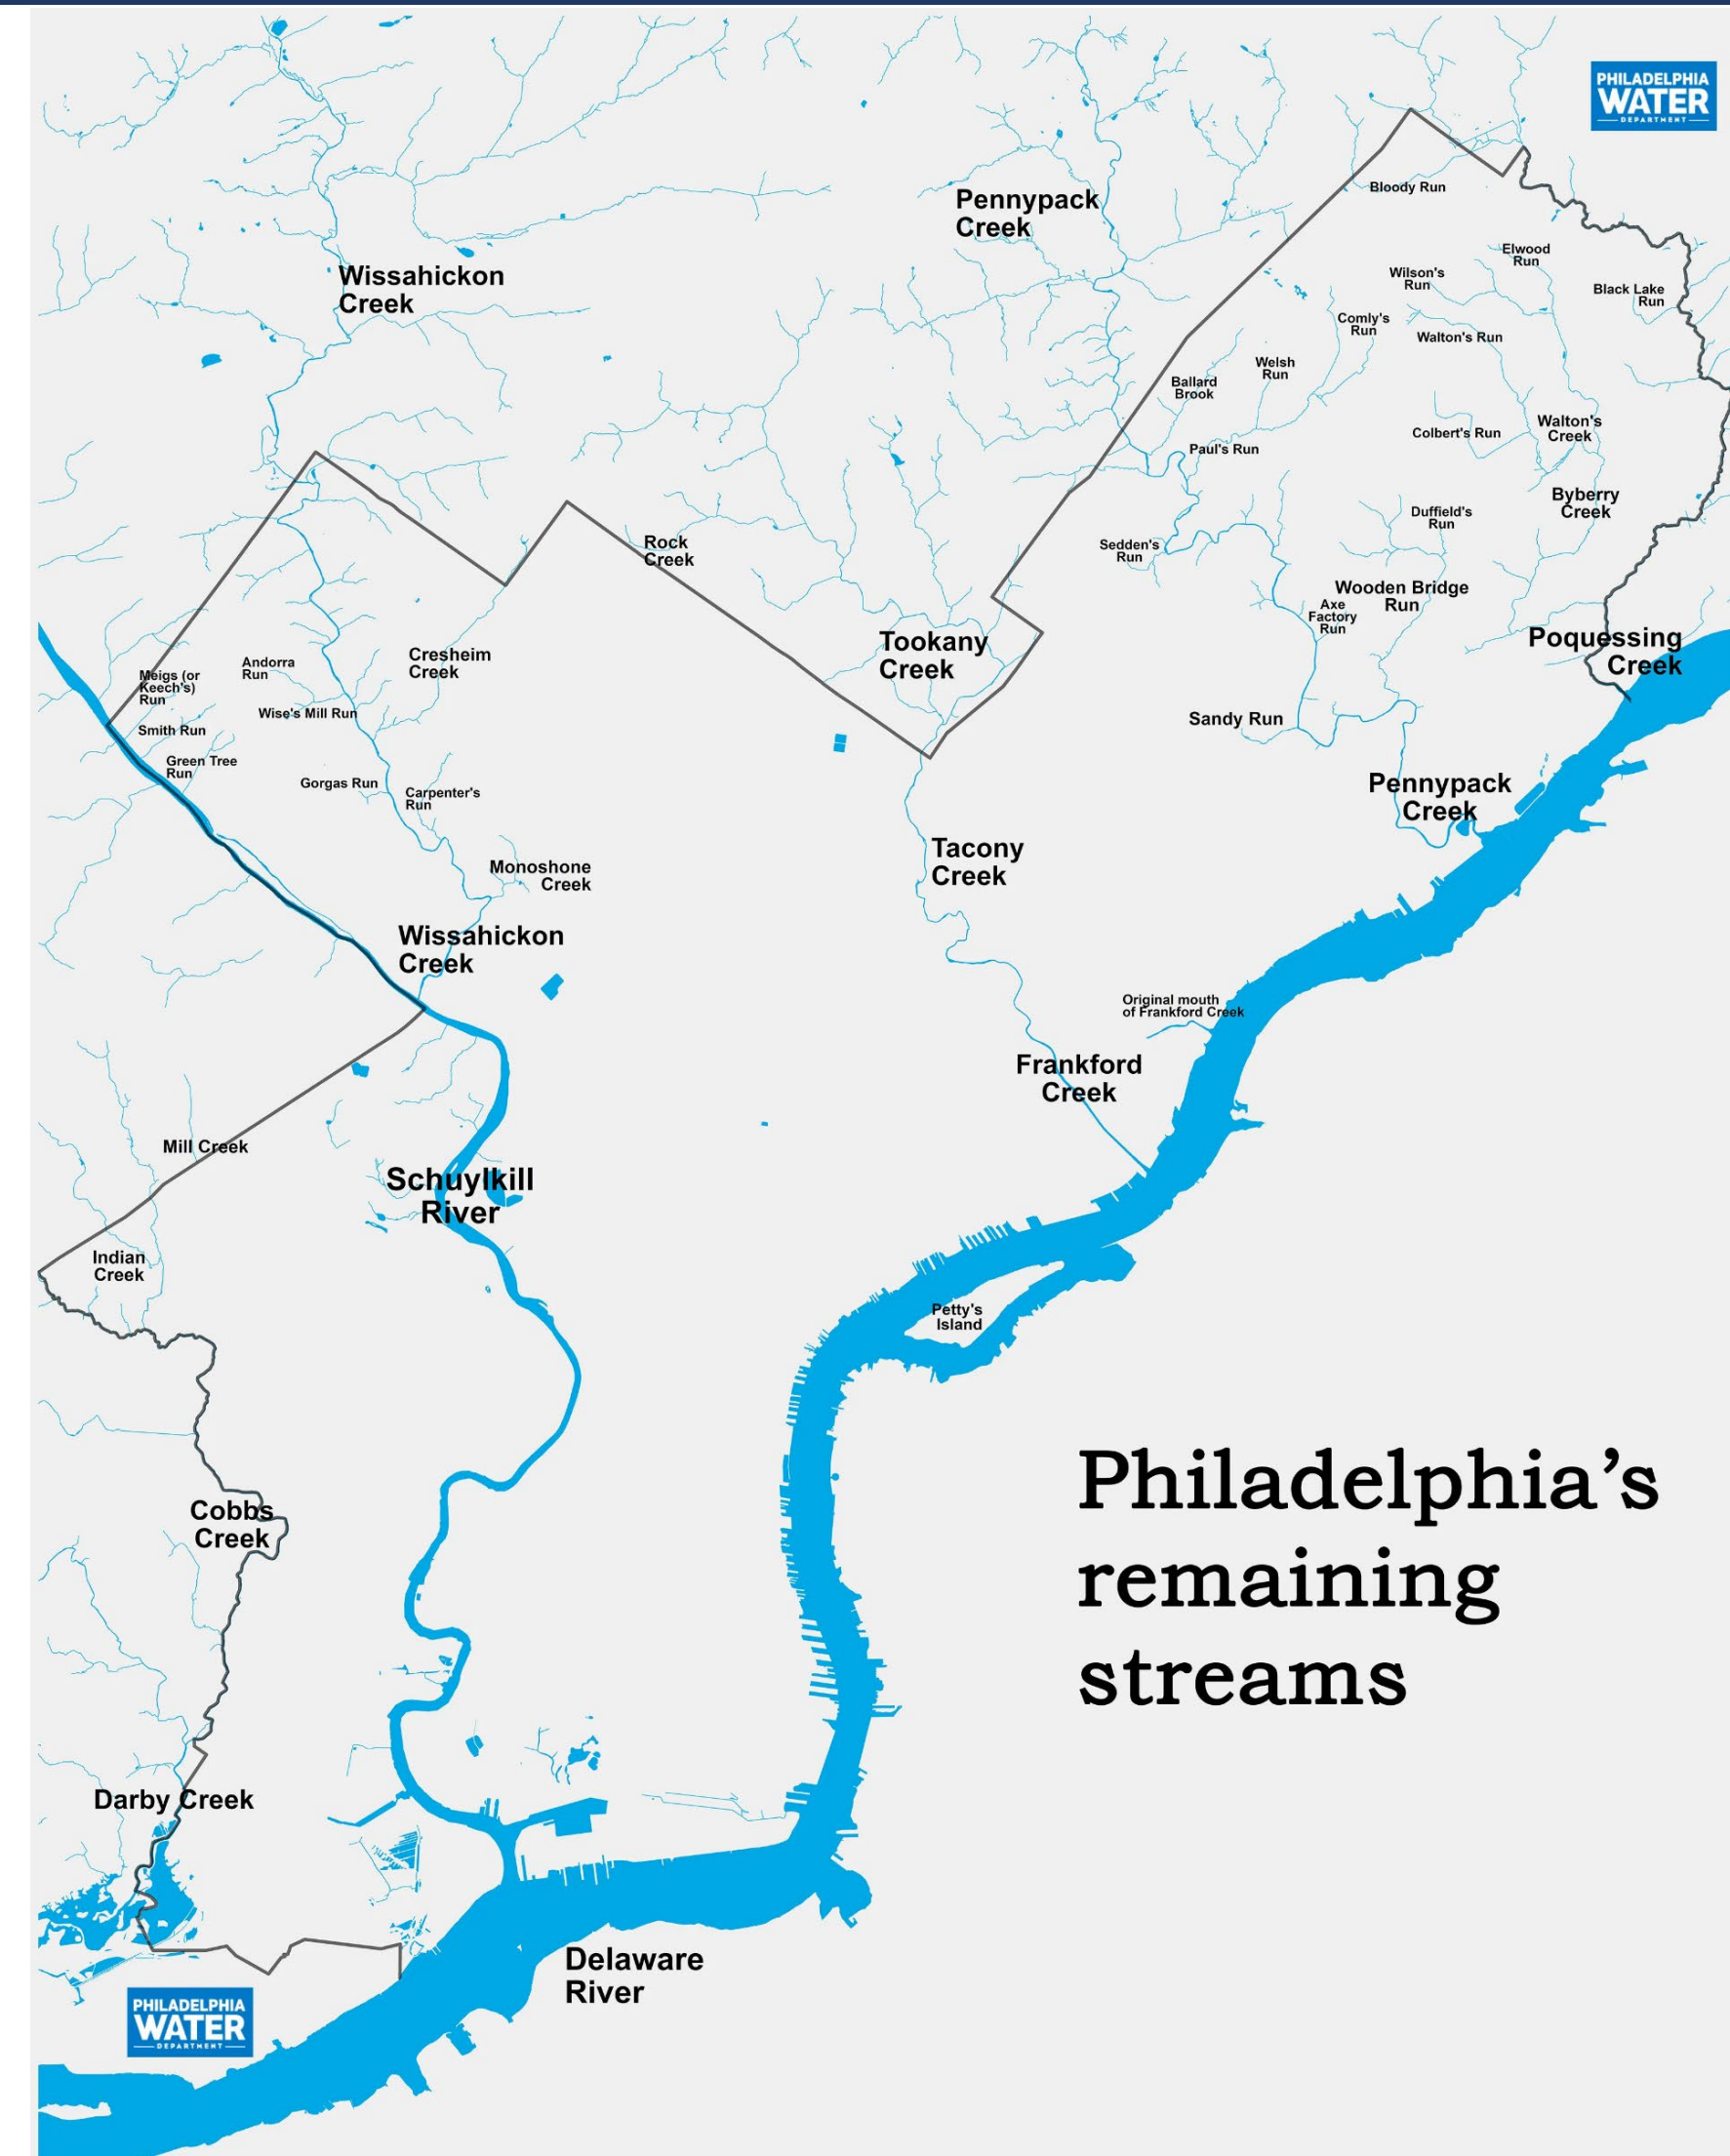 PHILADELPHIA
WATER
DEPARTMENT
Bloody Run
Pennypack
Creek
Elwood
Run
Wilson's
Run
Black Lake
Run
Wissahickon
Creek
Comly's
Run
Walton's Run
Welsh
Run
Ballard
Brook
Walton's
Creek
Colbert's Run
Paul's Run
Byberry
Creek
Duffield's
Run
Rock
Creek
Sedden's
Run
Wooden Bridge
Run
Axe
Factory
Run
Poquessing
Creek
Tookany
Creek
Cresheim
Creek
Andorra
Run
Meigs (or
Keech's)
Run
Wise's Mill Run
Smith Run
Sandy Run
Green Tree
Run
Gorgas Run
Carpenter's
Run
Pennypack
Creek
Tacony
Creek
Monoshone
Creek
Wissahickon
Creek
Original mouth
of Frankford Creek
Frankford
Creek
Mill Creek
Schuylkill
River
Indian
Creek
Petty's
Island
Philadelphia’s
remaining
streams
Cobbs
Creek
Darby Creek
Delaware
River
PHILADELPHIA
WATER
DEPARTMENT